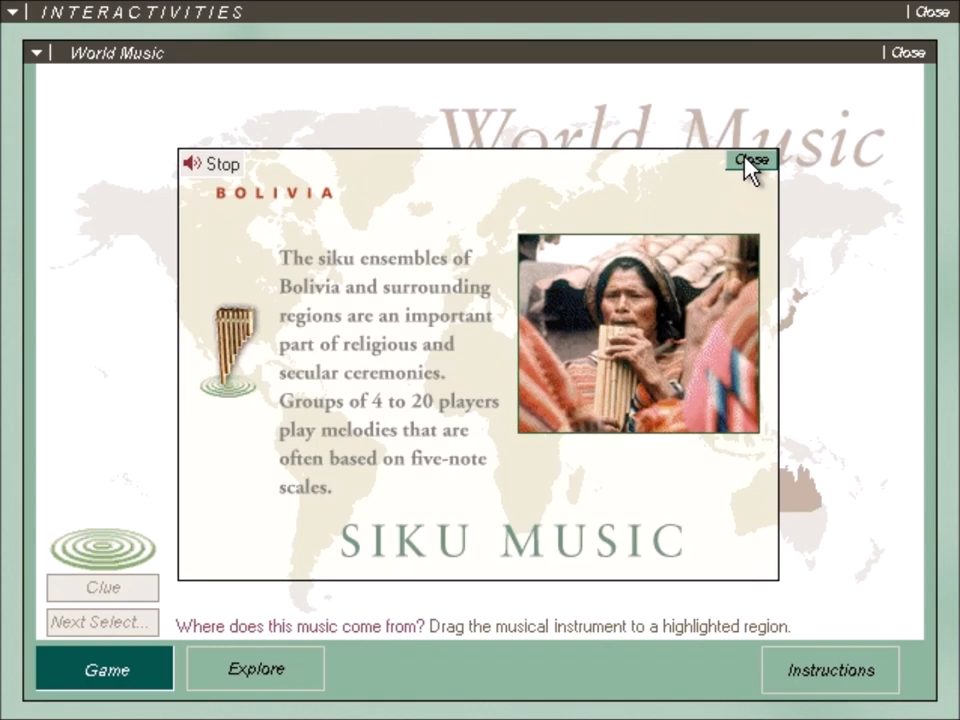 INTERACTIVITIES
Close
World Music
Close
World Music
Stop
Close
BOLIVIA
The siku ensembles of
Bolivia and surrounding
regions are an important
part of religious and
secular ceremonies.
Groups of 4 to 20 players
play melodies that are
often based on five-note
scales.
SIKU MUSIC
Clue
Next Select...
Where does this music come from? Drag the musical instrument to a highlighted region.
Game
Explore
Instructions